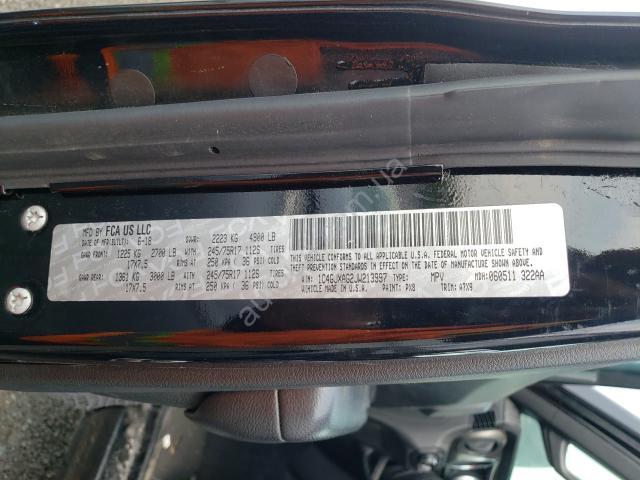 MFD BY FCA US LLC
DATE OF MFR(BUILT): 6-18 GVWR: 2223 KG 4900 LB
GAWR FRONT: 1225 KG 2700 LB WITH 245/75R17 112S TIRES
17X7.5 RIMS AT 250 KPA ( 36 PSI) COLD
GAWR REAR: 1361 KG 3000 LB WITH 245/75R17 112S TIRES
17X7.5 RIMS AT 250 KPA ( 36 PSI) COLD
THIS VEHICLE CONFORMS TO ALL APPLICABLE U.S.A. FEDERAL MOTOR VEHICLE SAFETY AND
THEFT PREVENTION STANDARDS IN EFFECT ON THE DATE OF MANUFACTURE SHOWN ABOVE.
VIN: 1C4GJXAG2JW213997 TYPE: MPV MDH: 060511 322AA
VEHICLE MADE IN U.S.A. PAINT: PX8 TRIM: A7X9